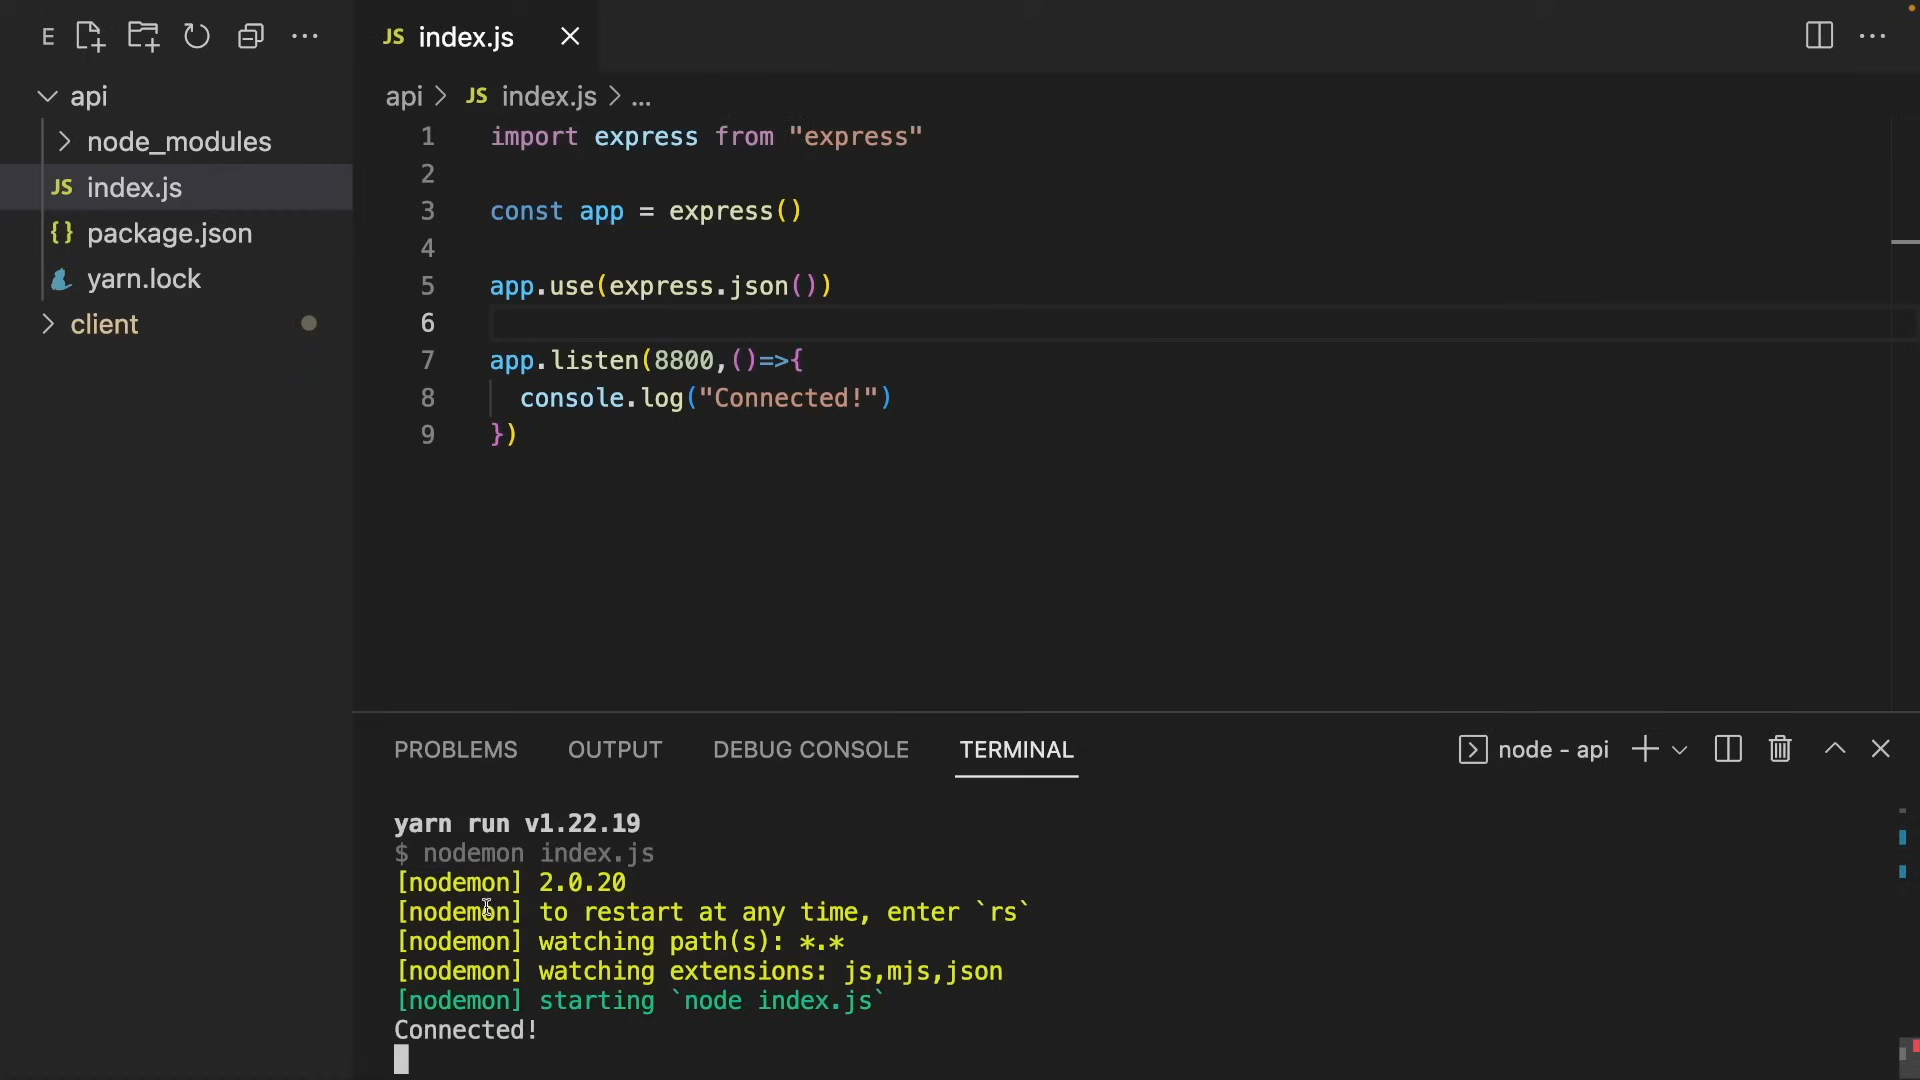 E
JS index.js
api
node_modules
JS index.js
{} package.json
yarn.lock
client
api > JS index.js > ...
1 import express from "express"
2
3 const app = express()
4
5 app.use(express.json())
6
7 app.listen(8800,()=>{
8 console.log("Connected!")
9 })
PROBLEMS OUTPUT DEBUG CONSOLE TERMINAL node - api
yarn run v1.22.19
$ nodemon index.js
[nodemon] 2.0.20
[nodemon] to restart at any time, enter `rs`
[nodemon] watching path(s): *.*
[nodemon] watching extensions: js,mjs,json
[nodemon] starting `node index.js`
Connected!